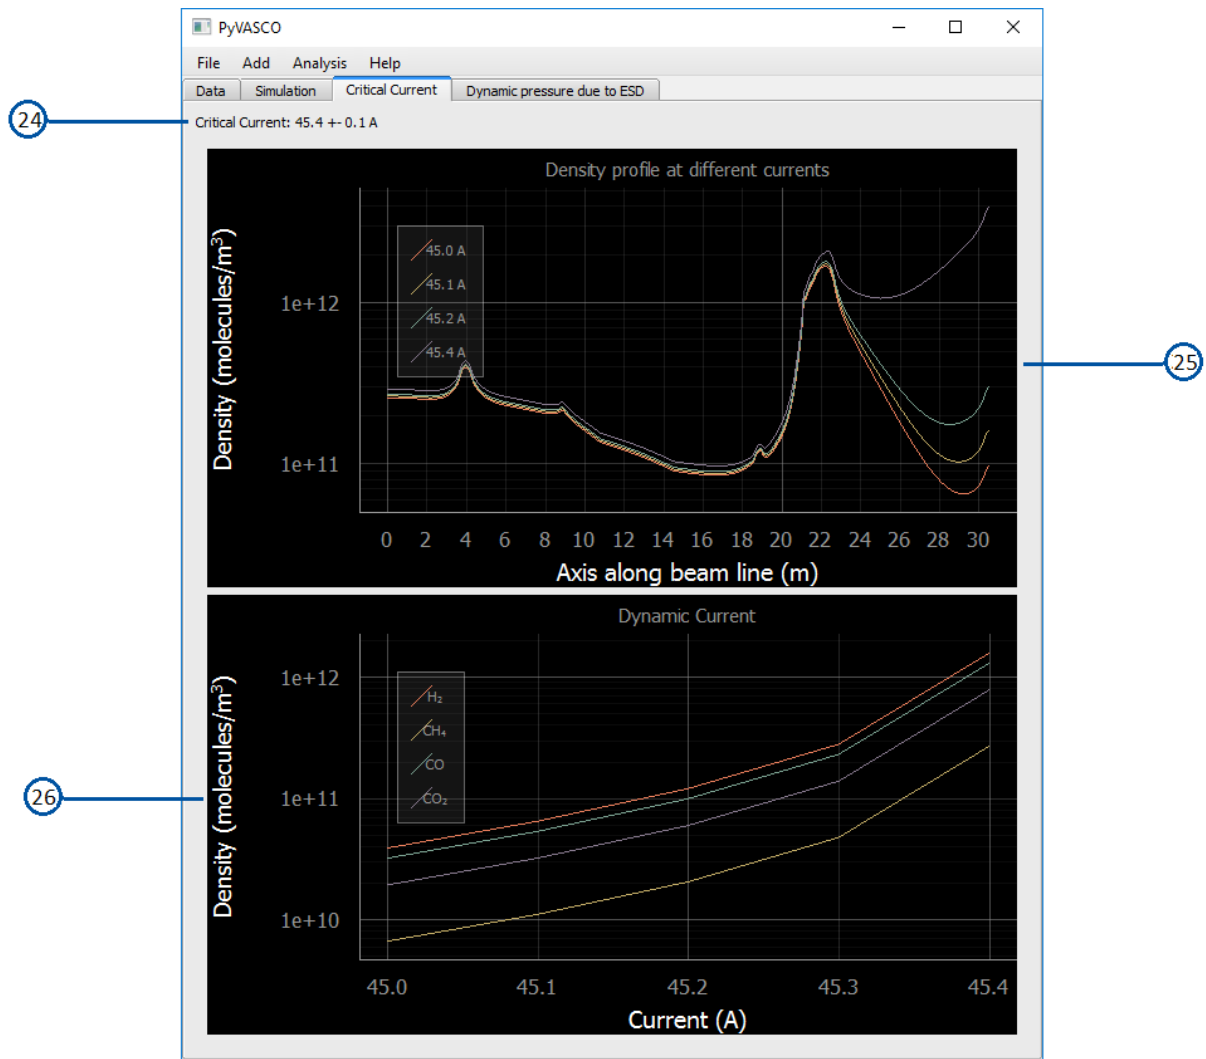 PyVASCO
File Add Analysis Help
Data Simulation Critical Current Dynamic pressure due to ESD
24
Critical Current: 45.4 +- 0.1 A
Density profile at different currents
Density (molecules/m³)
1e+12
1e+11
45.0 A
45.1 A
45.2 A
45.4 A
25
0 2 4 6 8 10 12 14 16 18 20 22 24 26 28 30
Axis along beam line (m)
Dynamic Current
Density (molecules/m³)
1e+12
1e+11
1e+10
H₂
CH₄
CO
CO₂
26
45.0 45.1 45.2 45.3 45.4
Current (A)